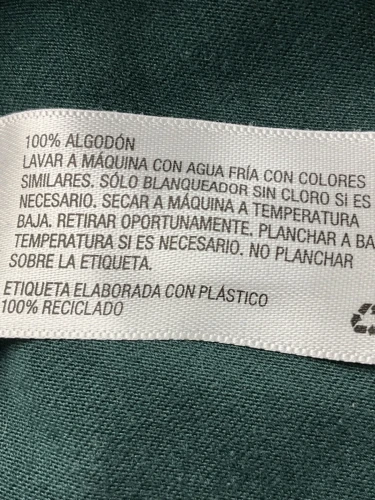 100% ALGODÓN
LAVAR A MÁQUINA CON AGUA FRÍA CON COLORES
SIMILARES. SÓLO BLANQUEADOR SIN CLORO SI ES
NECESARIO. SECAR A MÁQUINA A TEMPERATURA
BAJA. RETIRAR OPORTUNAMENTE. PLANCHAR A BA
TEMPERATURA SI ES NECESARIO. NO PLANCHAR
SOBRE LA ETIQUETA.
ETIQUETA ELABORADA CON PLÁSTICO
100% RECICLADO